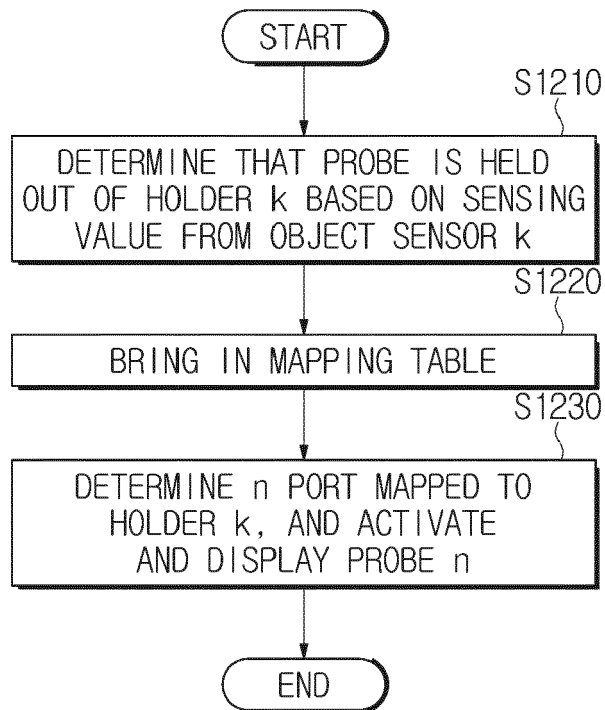 START
S1210
DETERMINE THAT PROBE IS HELD
OUT OF HOLDER k BASED ON SENSING
VALUE FROM OBJECT SENSOR k
S1220
BRING IN MAPPING TABLE
S1230
DETERMINE n PORT MAPPED TO
HOLDER k, AND ACTIVATE
AND DISPLAY PROBE n
END